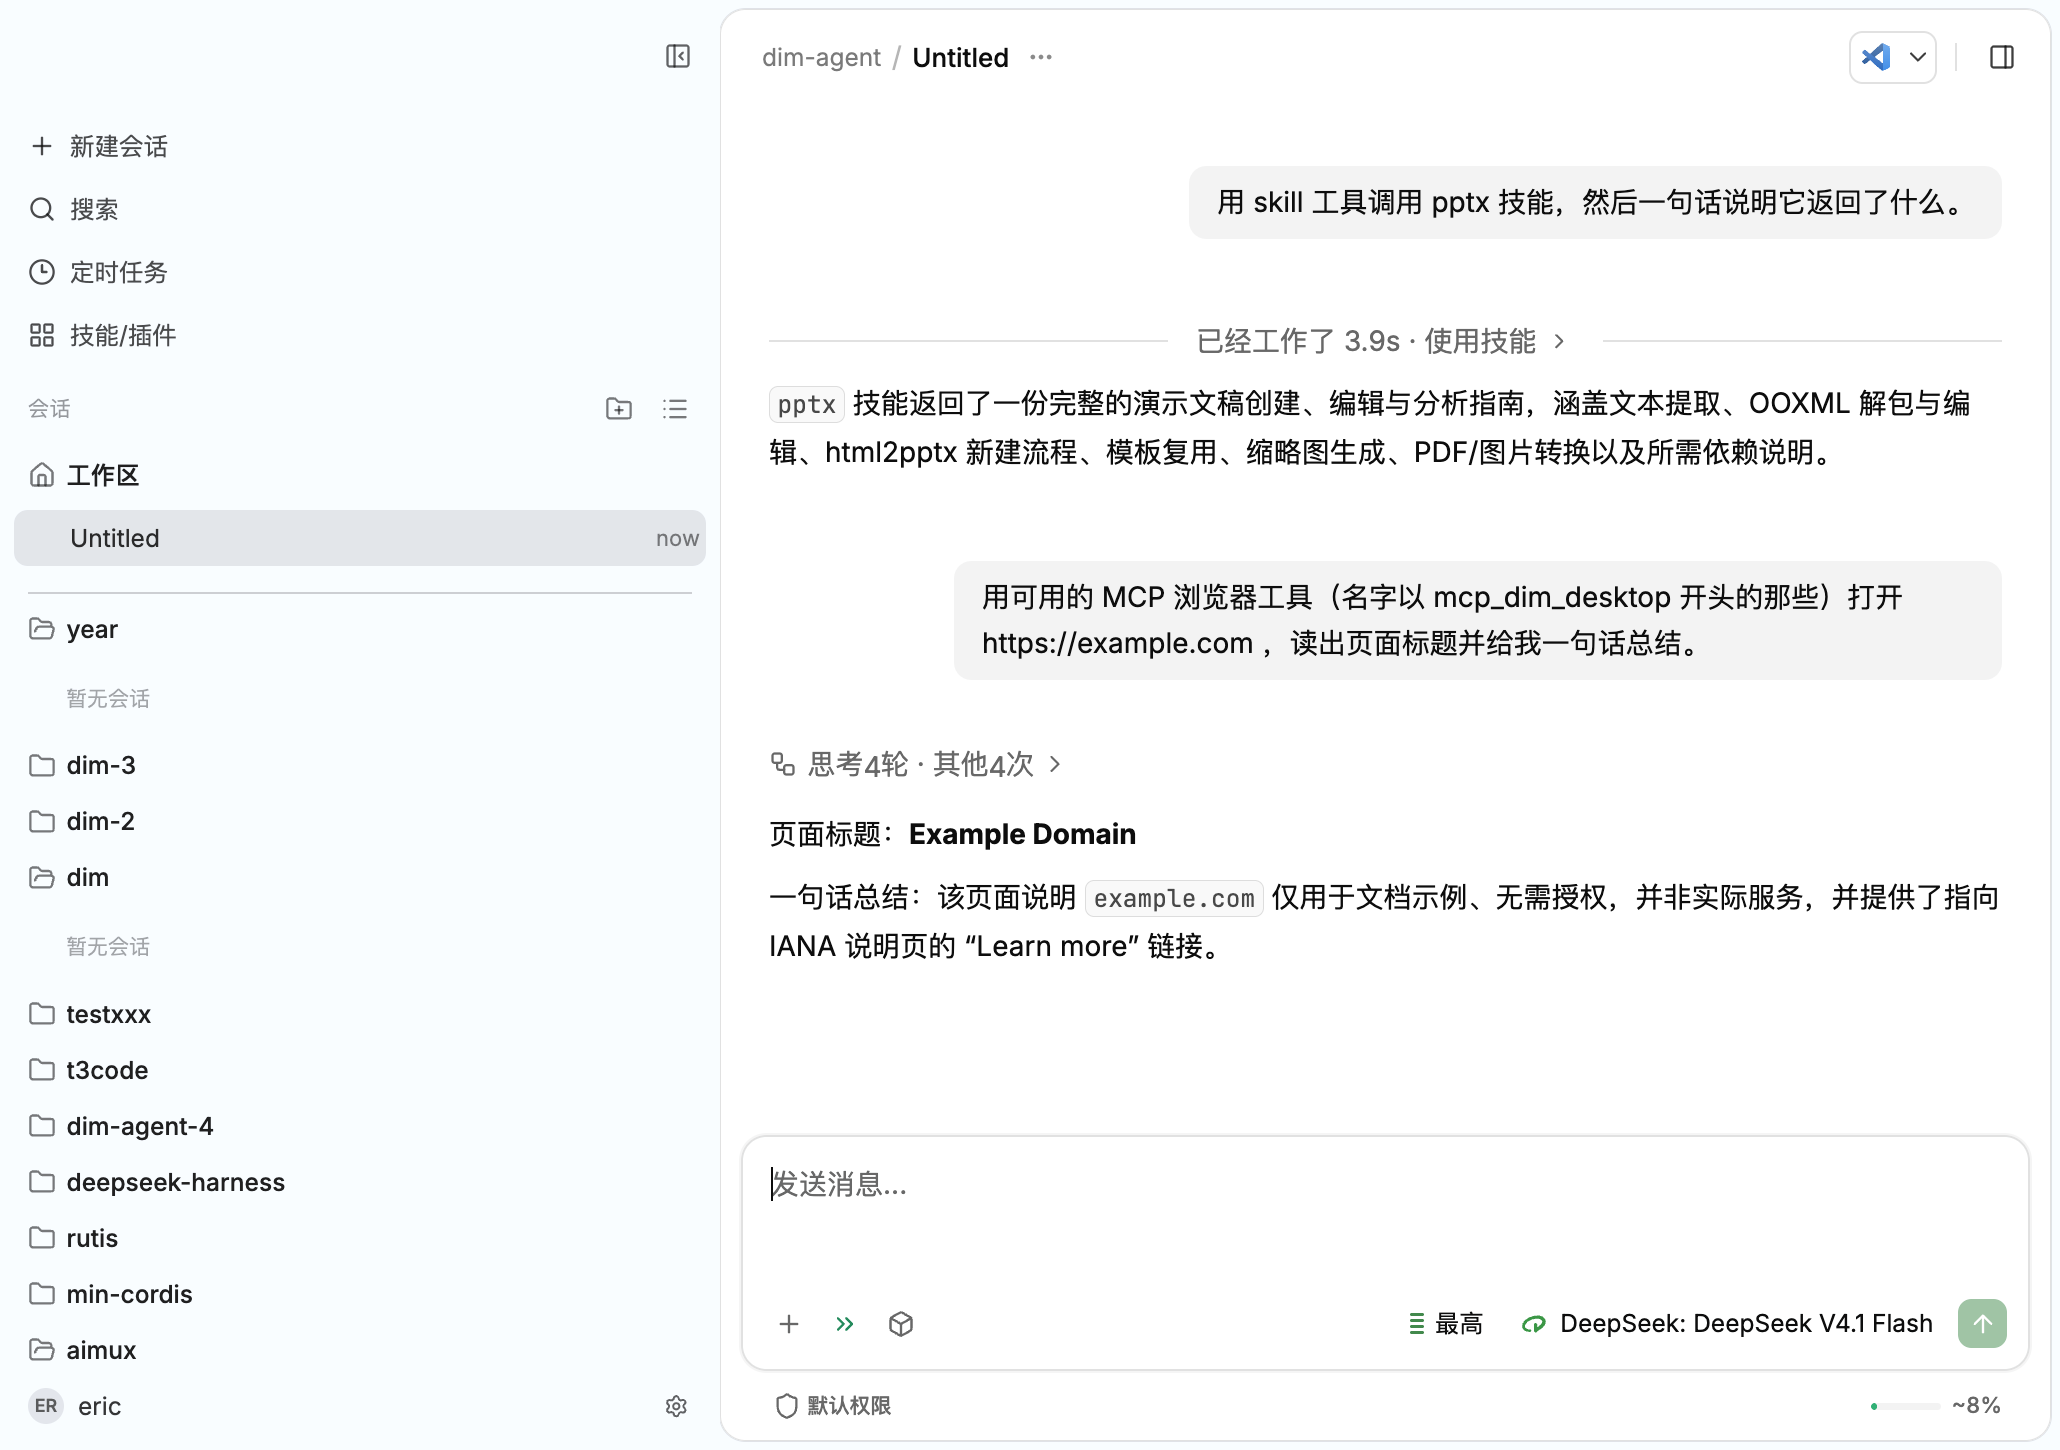 新建会话
搜索
定时任务
技能/插件
会话
工作区
Untitled now
year
暂无会话
dim-3
dim-2
dim
暂无会话
testxxx
t3code
dim-agent-4
deepseek-harness
rutis
min-cordis
aimux
ER eric
dim-agent / Untitled ···
用 skill 工具调用 pptx 技能，然后一句话说明它返回了什么。
已经工作了 3.9s · 使用技能 >
pptx 技能返回了一份完整的演示文稿创建、编辑与分析指南，涵盖文本提取、OOXML 解包与编
辑、html2pptx 新建流程、模板复用、缩略图生成、PDF/图片转换以及所需依赖说明。
用可用的 MCP 浏览器工具（名字以 mcp_dim_desktop 开头的那些）打开
https://example.com ，读出页面标题并给我一句话总结。
思考4轮 · 其他4次 >
页面标题：Example Domain
一句话总结：该页面说明 example.com 仅用于文档示例、无需授权，并非实际服务，并提供了指向
IANA 说明页的 “Learn more” 链接。
发送消息...
最高 DeepSeek: DeepSeek V4.1 Flash
默认权限 ~8%